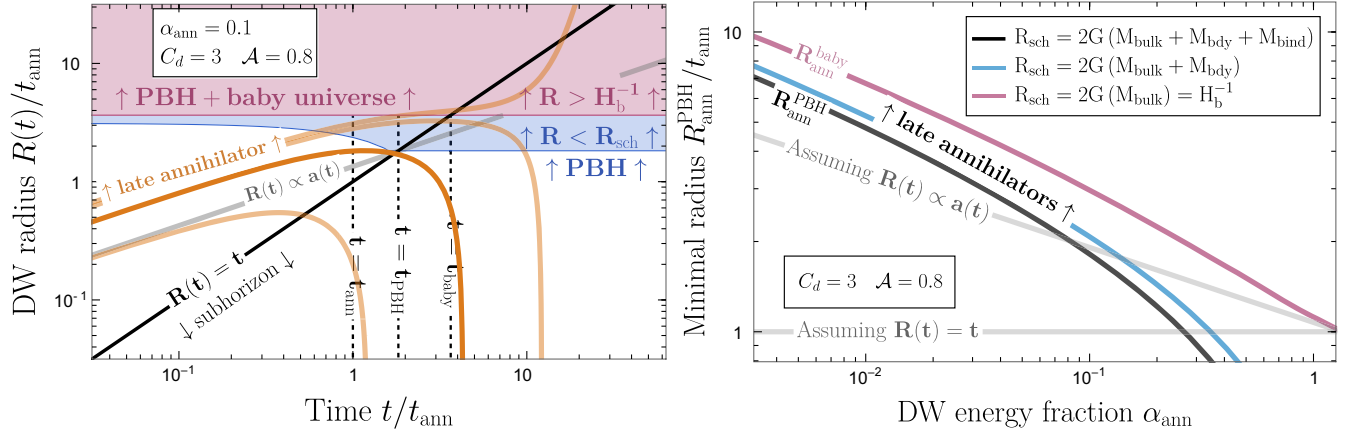 DW radius R(t)/t_ann
10
1
10^-1
α_ann = 0.1
C_d = 3 𝒜 = 0.8
↑ PBH + baby universe ↑
↑ R > H_b^-1 ↑
↑ R < R_sch ↑
↑ PBH ↑
↑ late annihilator ↑
R(t) ∝ a(t)
R(t) = t
↓ subhorizon ↓
t = t_ann
t = t_PBH
t = t_baby
10^-1
1
10
Time t/t_ann
Minimal radius R_ann^PBH/t_ann
10
1
R_sch = 2G (M_bulk + M_bdy + M_bind)
R_sch = 2G (M_bulk + M_bdy)
R_sch = 2G (M_bulk) = H_b^-1
R_ann^baby
R_ann^PBH
↑ late annihilators ↑
Assuming R(t) ∝ a(t)
C_d = 3 𝒜 = 0.8
Assuming R(t) = t
10^-2
10^-1
1
DW energy fraction α_ann